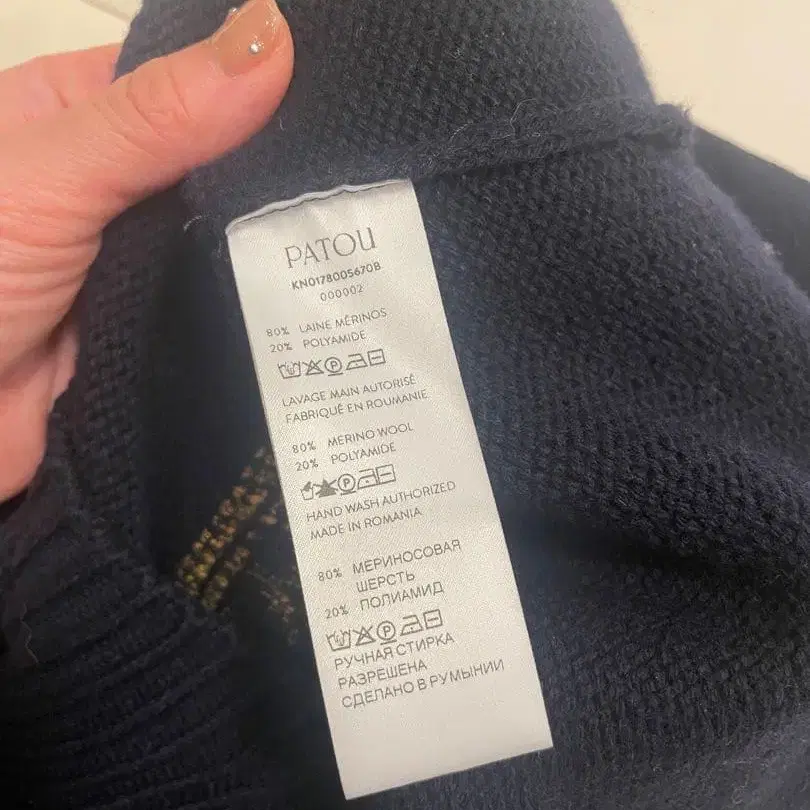 PATOU
KN0178005670B
000002
80% LAINE MÉRINOS
20% POLYAMIDE
LAVAGE MAIN AUTORISÉ
FABRIQUÉ EN ROUMANIE
80% MERINO WOOL
20% POLYAMIDE
P
HAND WASH AUTHORIZED
MADE IN ROMANIA
80% МЕРИНОСОВАЯ
ШЕРСТЬ
20% ПОЛИАМИД
P
РУЧНАЯ СТИРКА
РАЗРЕШЕНА
СДЕЛАНО В РУМЫНИИ